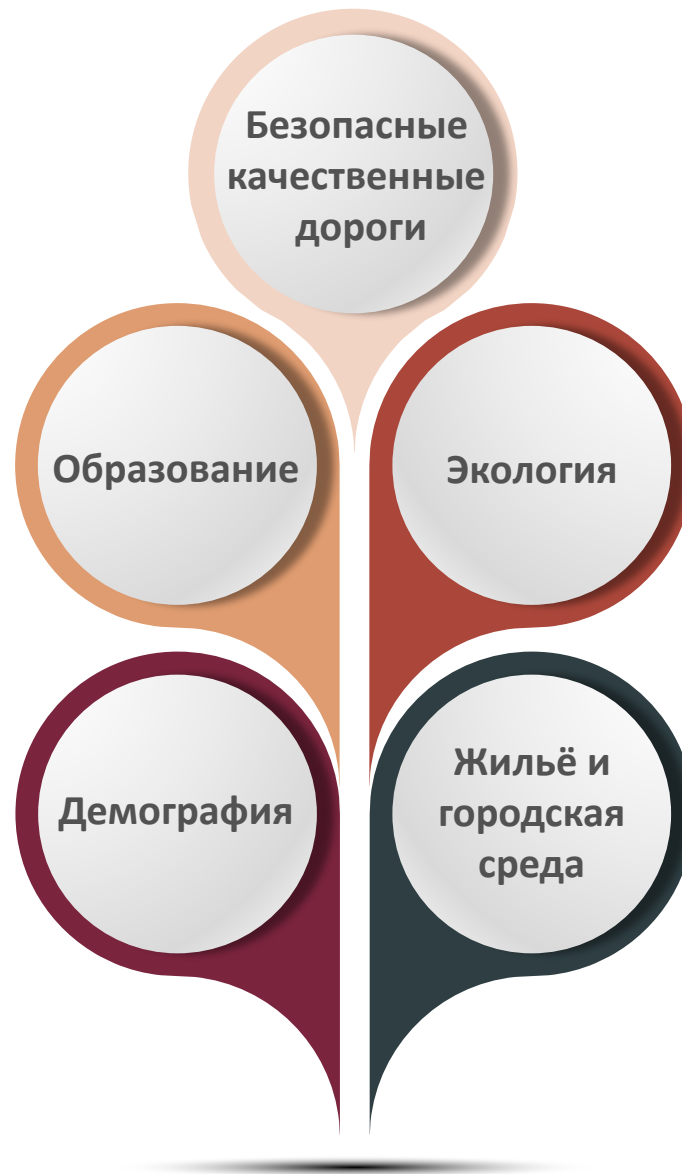 Безопасные
качественные
дороги
Образование
Экология
Демография
Жильё и
городская
среда